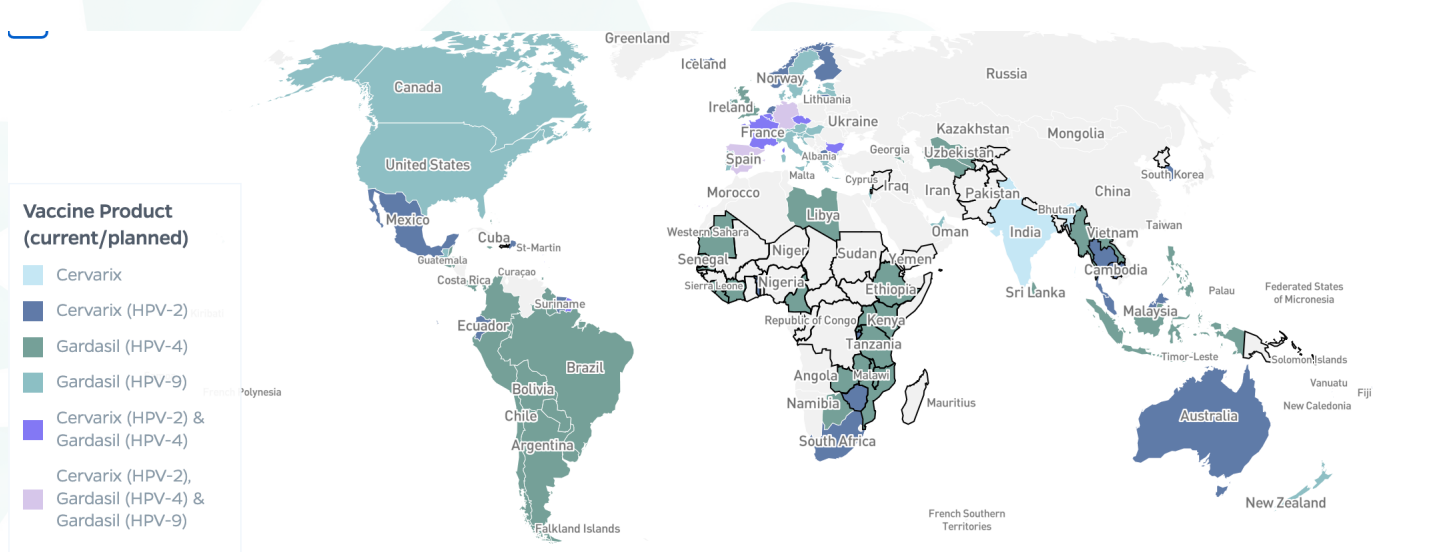 Greenland
Iceland
Russia
Norway
Canada
Lithuania
Ireland
Ukraine
Kazakhstan
France
Mongolia
Uzbekistan
Georgia
United States
Spain
Albania
South Korea
Malta
Cyprus
Iraq
Iran
Pakistan
China
Morocco
Vaccine Product
(current/planned)
Mexico
Libya
Bhutan
Taiwan
Cuba
Western Sahara
Oman
India
Vietnam
St-Martin
Niger
Sudan
Guatemala
Senegal
Yemen
Cervarix
Curaçao
Cambodia
Costa Rica
Nigeria
Sierra Leone
Ethiopia
Sri Lanka
Palau
Federated States
of Micronesia
Suriname
Cervarix (HPV-2)
Malaysia
Ecuador
Republic of Congo
Kenya
Gardasil (HPV-4)
Tanzania
Timor-Leste
Solomon Islands
Brazil
Angola
Malawi
Gardasil (HPV-9)
French Polynesia
Bolivia
Vanuatu
Fiji
Namibia
Mauritius
New Caledonia
Cervarix (HPV-2) &
Gardasil (HPV-4)
Chile
Australia
Argentina
South Africa
Cervarix (HPV-2),
Gardasil (HPV-4) &
Gardasil (HPV-9)
New Zealand
French Southern
Territories
Falkland Islands